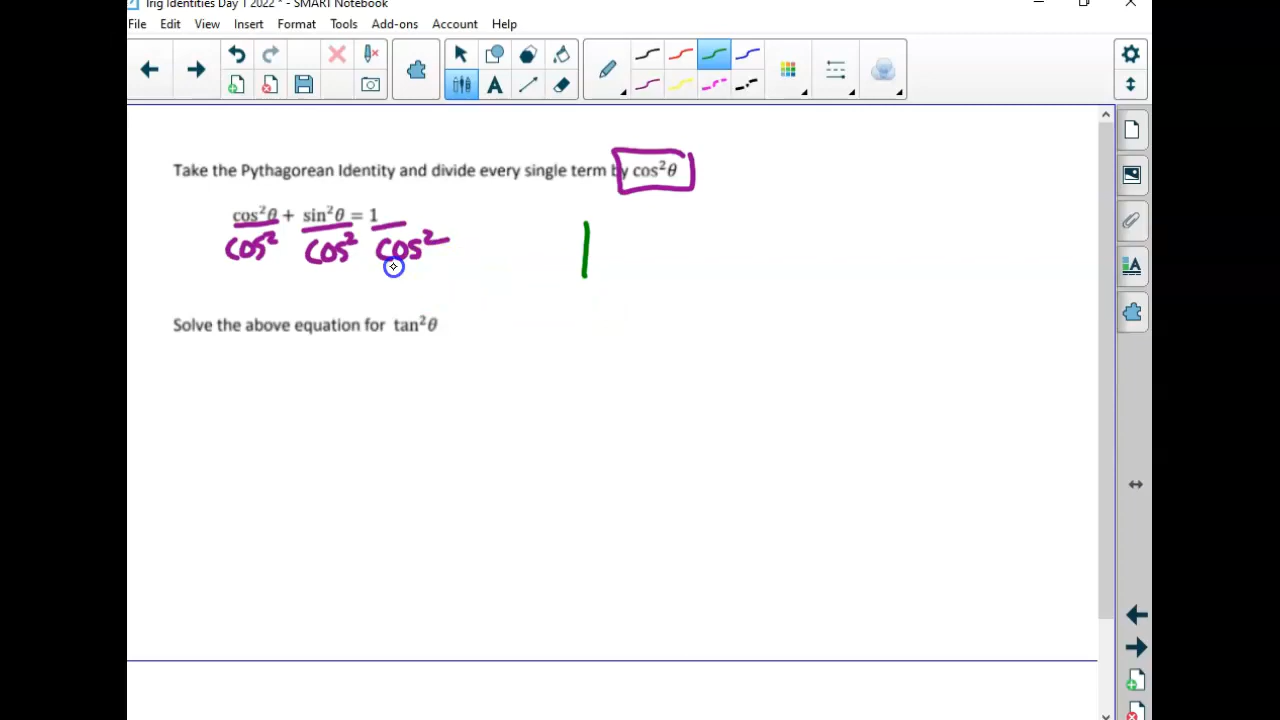 Trig Identities Day 1 2022 * - SMART Notebook
File Edit View Insert Format Tools Add-ons Account Help
Take the Pythagorean Identity and divide every single term by cos²θ
cos²θ + sin²θ = 1
cos² cos² cos²
1
Solve the above equation for tan²θ